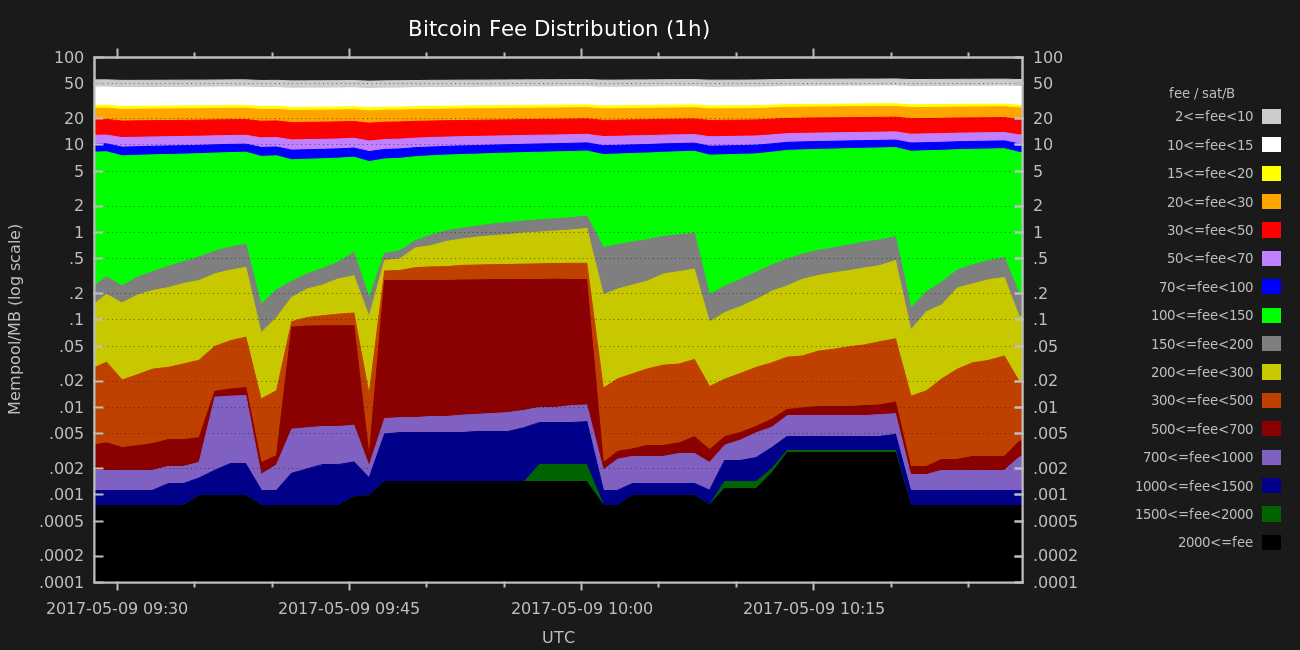 Bitcoin Fee Distribution (1h)
Mempool/MB (log scale)
100
50
20
10
5
2
1
.5
.2
.1
.05
.02
.01
.005
.002
.001
.0005
.0002
.0001
100
50
20
10
5
2
1
.5
.2
.1
.05
.02
.01
.005
.002
.001
.0005
.0002
.0001
2017-05-09 09:30 2017-05-09 09:45 2017-05-09 10:00 2017-05-09 10:15
UTC
fee / sat/B
2<=fee<10
10<=fee<15
15<=fee<20
20<=fee<30
30<=fee<50
50<=fee<70
70<=fee<100
100<=fee<150
150<=fee<200
200<=fee<300
300<=fee<500
500<=fee<700
700<=fee<1000
1000<=fee<1500
1500<=fee<2000
2000<=fee